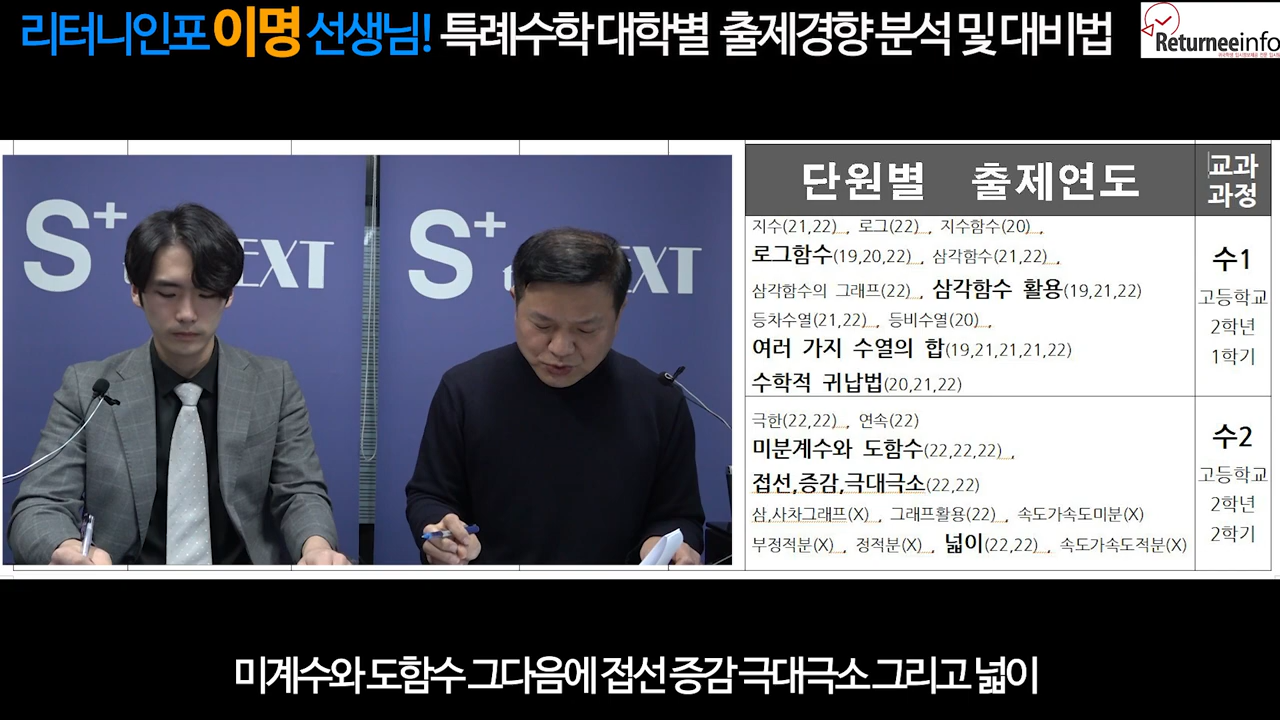 리터니인포 이명 선생님! 특례수학 대학별 출제경향 분석 및 대비법
Returneeinfo
S+
EXT
S+
EXT
단원별 출제연도
교과
과정
지수(21,22) , 로그(22) , 지수함수(20) ,
로그함수(19,20,22) , 삼각함수(21,22) ,
삼각함수의 그래프(22) , 삼각함수 활용(19,21,22)
등차수열(21,22) , 등비수열(20) ,
여러 가지 수열의 합(19,21,21,21,22)
수학적 귀납법(20,21,22)
수1
고등학교
2학년
1학기
극한(22,22) , 연속(22)
미분계수와 도함수(22,22,22) ,
접선,증감,극대극소(22,22)
삼,사차그래프(X) , 그래프활용(22) , 속도가속도미분(X)
부정적분(X) , 정적분(X) , 넓이(22,22) , 속도가속도적분(X)
수2
고등학교
2학년
2학기
미계수와 도함수 그다음에 접선 증감 극대극소 그리고 넓이